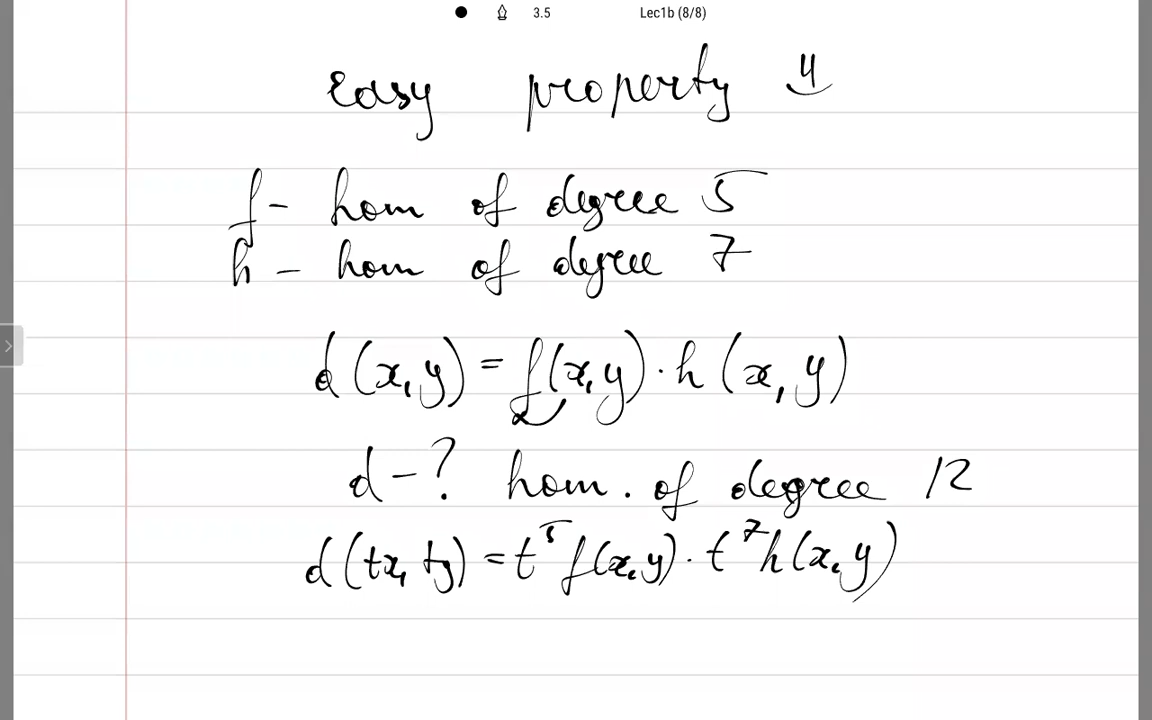 3.5 Lec1b (8/8)
Easy property 4
f - hom of degree 5
h - hom of degree 7
d(x,y) = f(x,y) · h(x,y)
d - ? hom. of degree 12
d(tx, ty) = t⁵f(x,y) · t⁷h(x,y)